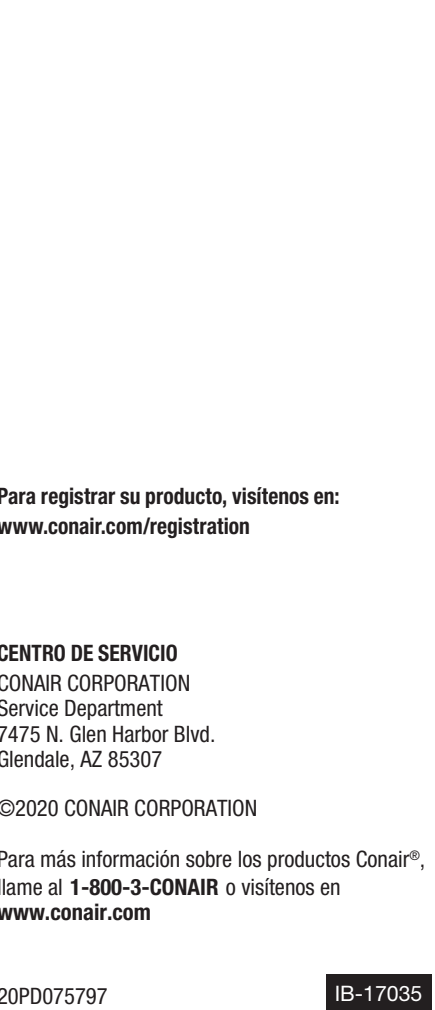 Para registrar su producto, visítenos en:
www.conair.com/registration
CENTRO DE SERVICIO
CONAIR CORPORATION
Service Department
7475 N. Glen Harbor Blvd.
Glendale, AZ 85307
©2020 CONAIR CORPORATION
Para más información sobre los productos Conair®,
llame al 1-800-3-CONAIR o visítenos en
www.conair.com
20PD075797
IB-17035